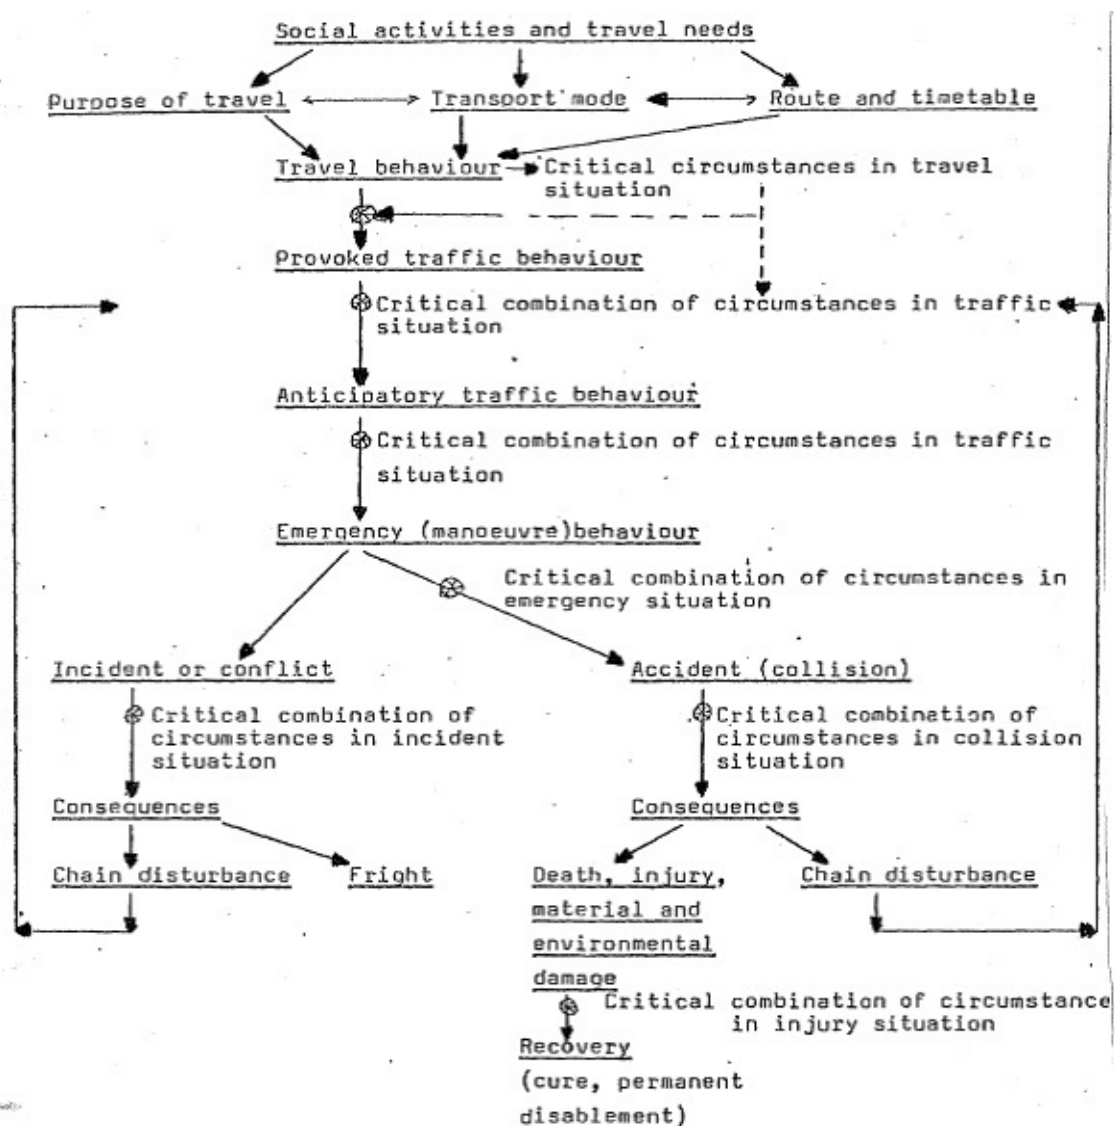 Social activities and travel needs
Purpose of travel Transport mode Route and timetable
Travel behaviour Critical circumstances in travel
situation
Provoked traffic behaviour
Critical combination of circumstances in traffic
situation
Anticipatory traffic behaviour
Critical combination of circumstances in traffic
situation
Emergency (manoeuvre)behaviour
Critical combination of circumstances in
emergency situation
Incident or conflict
Accident (collision)
Critical combination of
circumstances in incident
situation
Critical combination of
circumstances in collision
situation
Consequences
Consequences
Chain disturbance
Fright
Death, injury,
material and
environmental
damage
Chain disturbance
Critical combination of circumstance
in injury situation
Recovery
(cure, permanent
disablement)